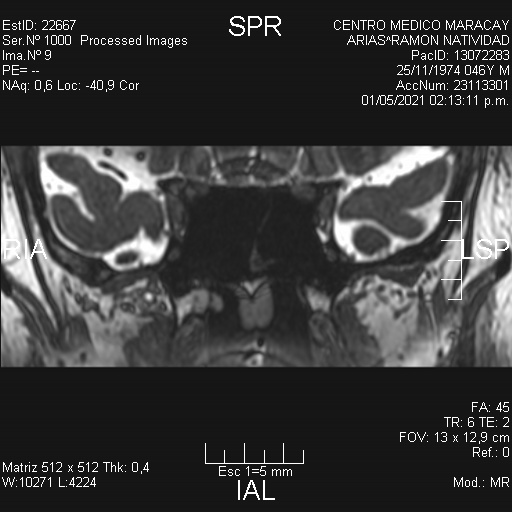 EstID: 22667
Ser.Nº 1000 Processed Images
Ima.Nº 9
PE= --
NAq: 0,6 Loc: -40,9 Cor
SPR
CENTRO MEDICO MARACAY
ARIAS^RAMON NATIVIDAD
PacID: 13072283
25/11/1974 046Y M
AccNum: 23113301
01/05/2021 02:13:11 p.m.
RIA
LSP
FA: 45
TR: 6 TE: 2
FOV: 13 x 12,9 cm
Ref.: 0
Matriz 512 x 512 Thk: 0,4
W:10271 L:4224
Esc 1=5 mm
IAL
Mod.: MR